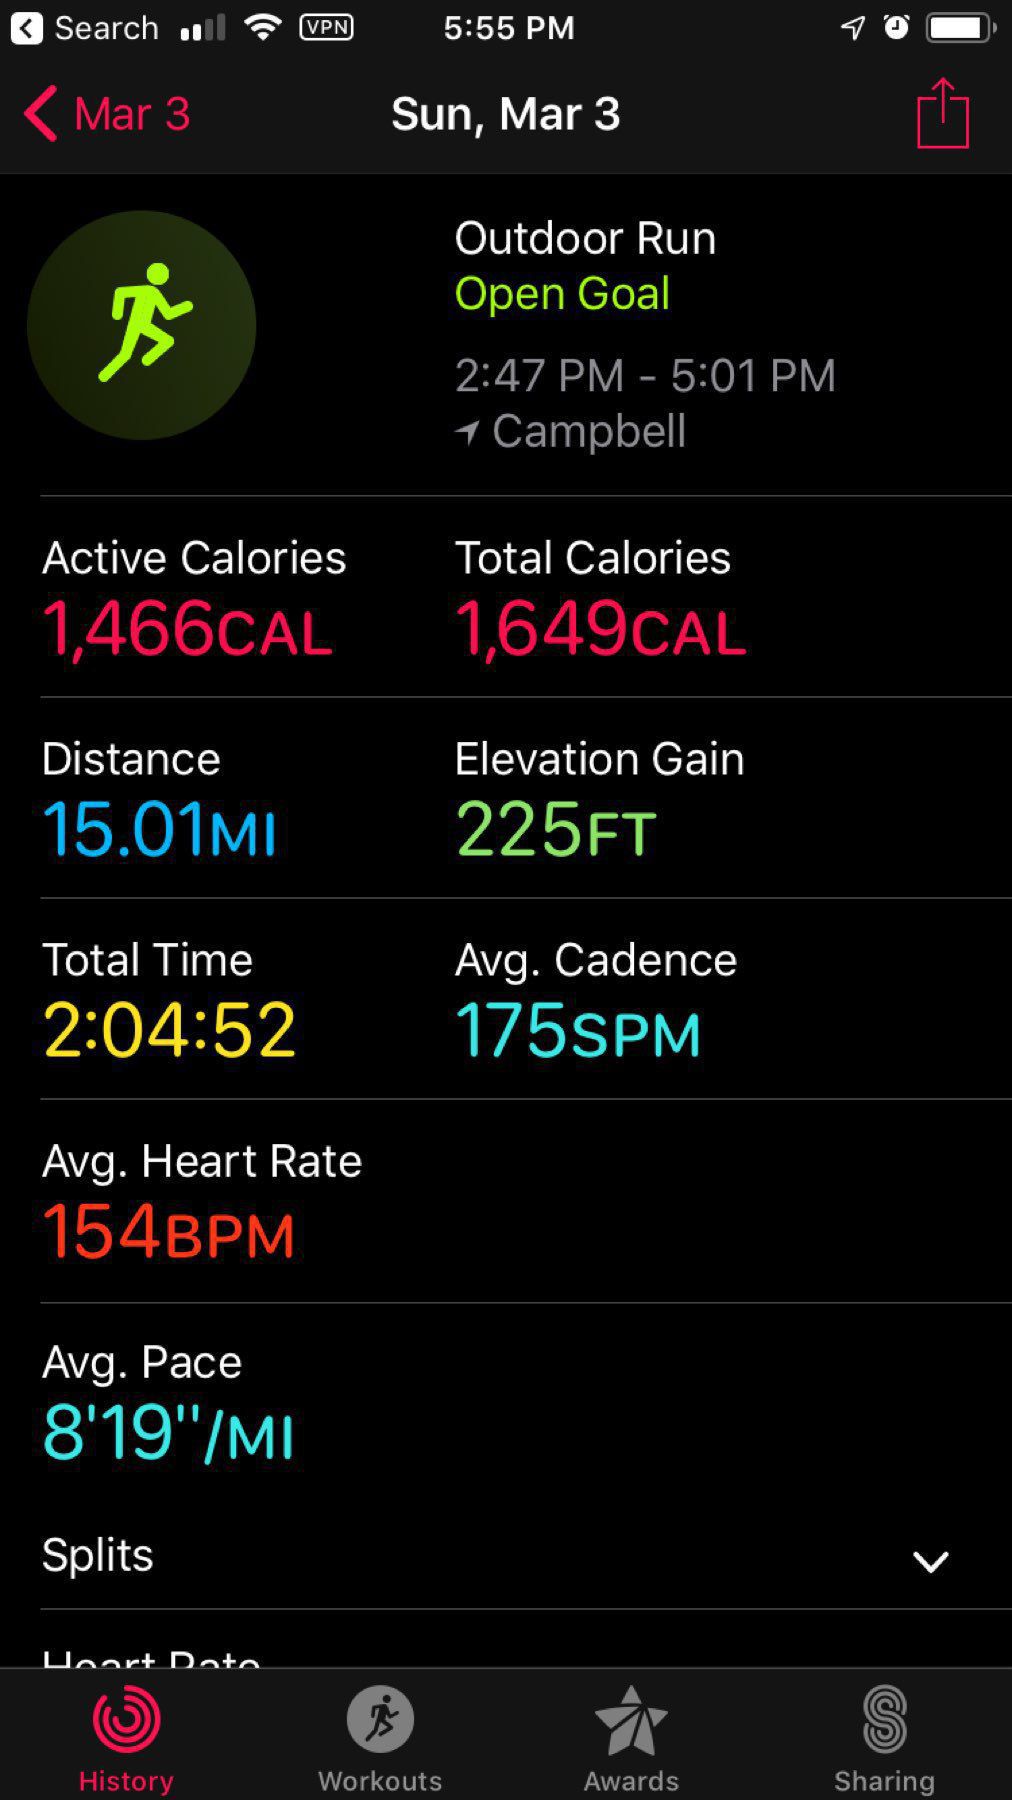 Search VPN 5:55 PM
Mar 3 Sun, Mar 3
Outdoor Run
Open Goal
2:47 PM - 5:01 PM
Campbell
Active Calories Total Calories
1,466CAL 1,649CAL
Distance Elevation Gain
15.01MI 225FT
Total Time Avg. Cadence
2:04:52 175SPM
Avg. Heart Rate
154BPM
Avg. Pace
8'19"/MI
Splits
Heart Rate
History Workouts Awards Sharing